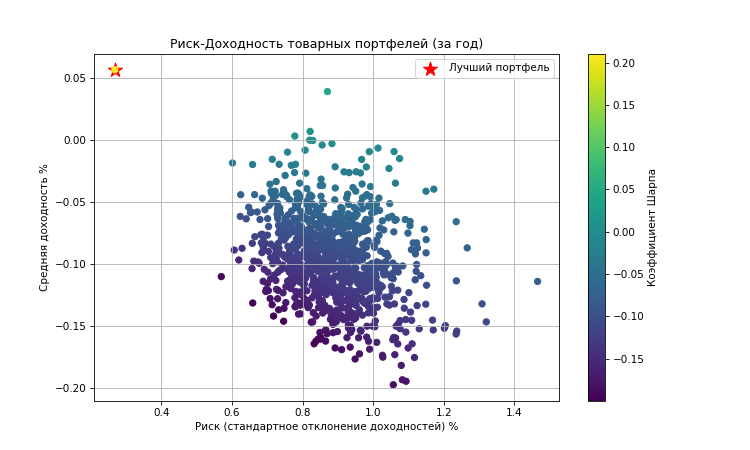 Риск-Доходность товарных портфелей (за год)
Лучший портфель
Средняя доходность %
0.05
0.00
−0.05
−0.10
−0.15
−0.20
0.4 0.6 0.8 1.0 1.2 1.4
Риск (стандартное отклонение доходностей) %
0.20
0.15
0.10
0.05
0.00
−0.05
−0.10
−0.15
Коэффициент Шарпа